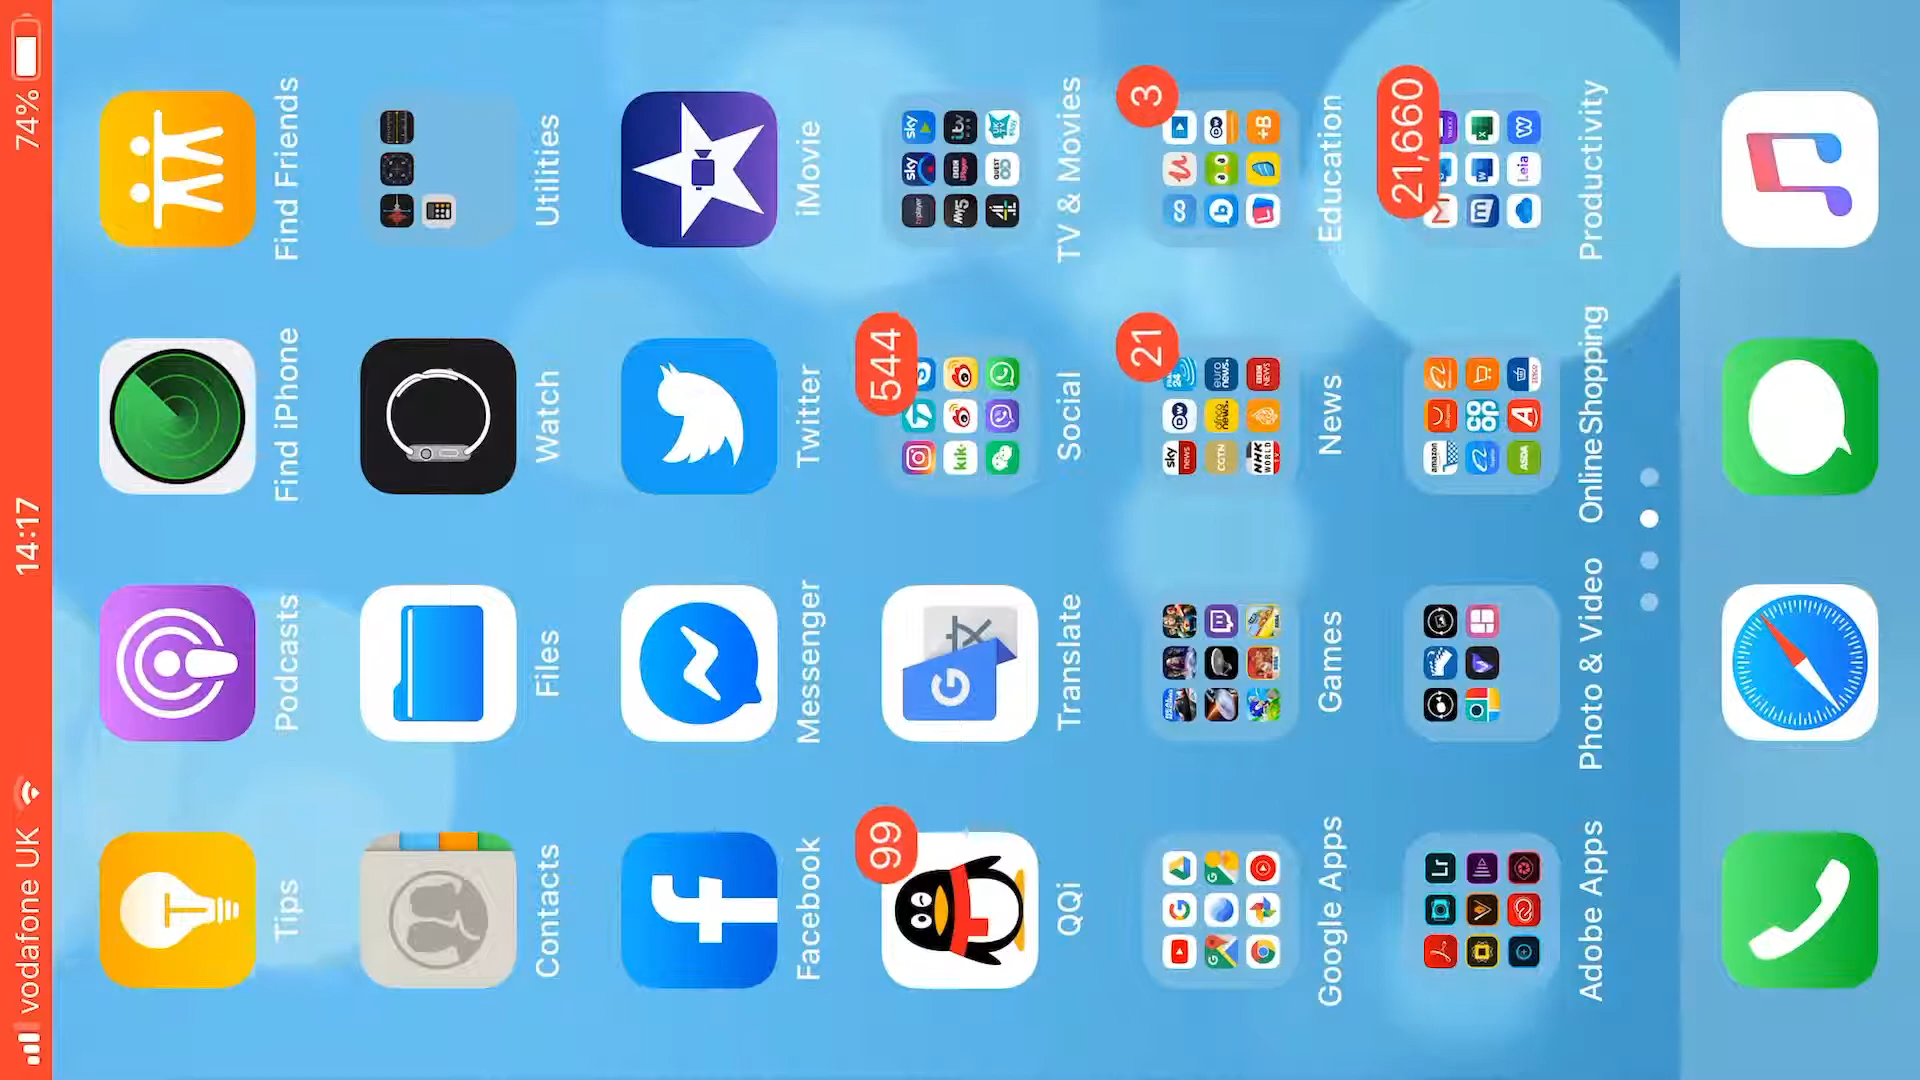 vodafone UK
14:17
74%
Tips
Podcasts
Find iPhone
Find Friends
Contacts
Files
Watch
Utilities
Facebook
Messenger
Twitter
iMovie
99
544
QQi
Translate
Social
TV & Movies
21
3
Google Apps
Games
News
Education
21,660
Adobe Apps
Photo & Video
OnlineShopping
Productivity